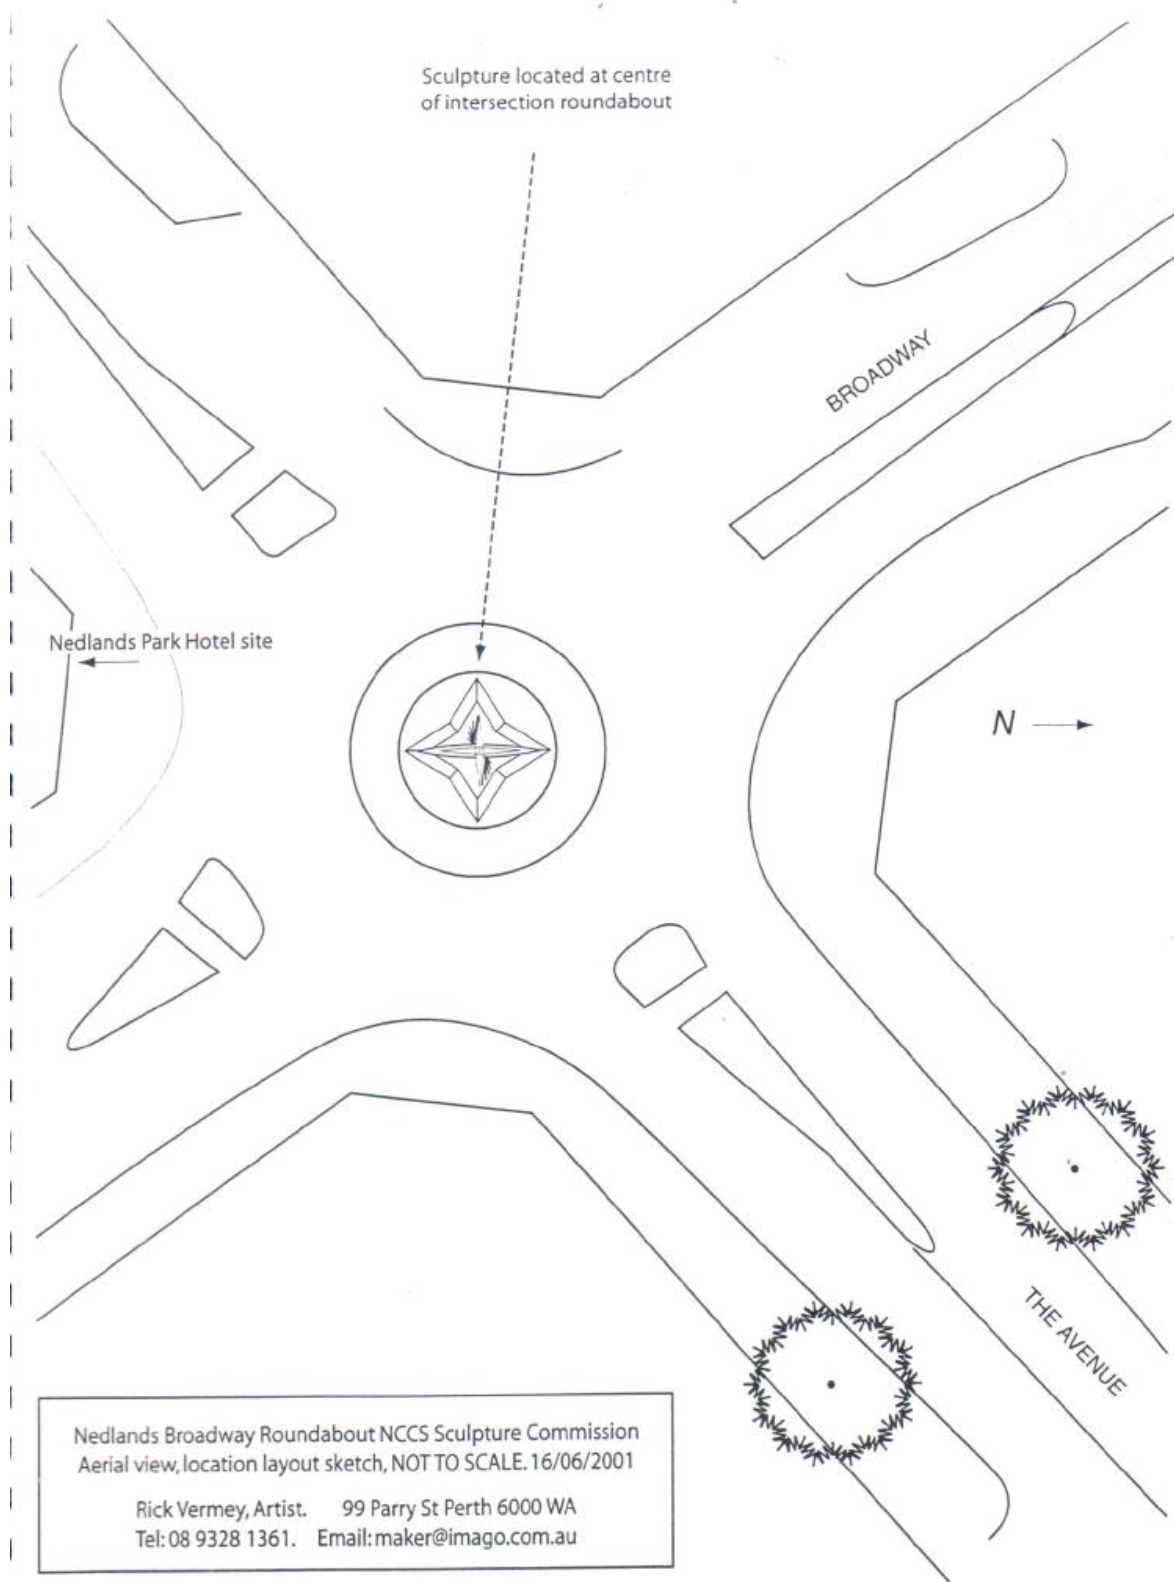 Sculpture located at centre
of intersection roundabout
BROADWAY
Nedlands Park Hotel site
N
THE AVENUE
Nedlands Broadway Roundabout NCCS Sculpture Commission
Aerial view, location layout sketch, NOT TO SCALE. 16/06/2001
Rick Vermey, Artist. 99 Parry St Perth 6000 WA
Tel: 08 9328 1361. Email: maker@imago.com.au